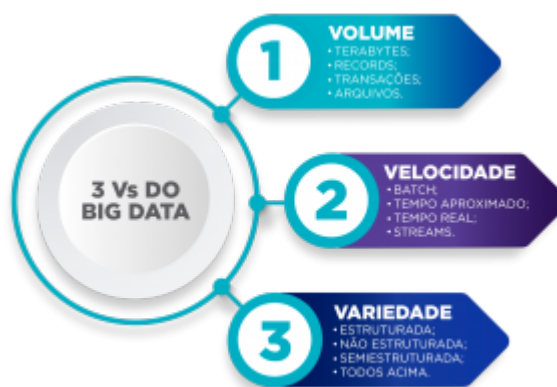 3 Vs DO
BIG DATA
1
VOLUME
• TERABYTES;
• RECORDS;
• TRANSAÇÕES;
• ARQUIVOS.
2
VELOCIDADE
• BATCH;
• TEMPO APROXIMADO;
• TEMPO REAL;
• STREAMS.
3
VARIEDADE
• ESTRUTURADA;
• NÃO ESTRUTURADA;
• SEMIESTRUTURADA;
• TODOS ACIMA.